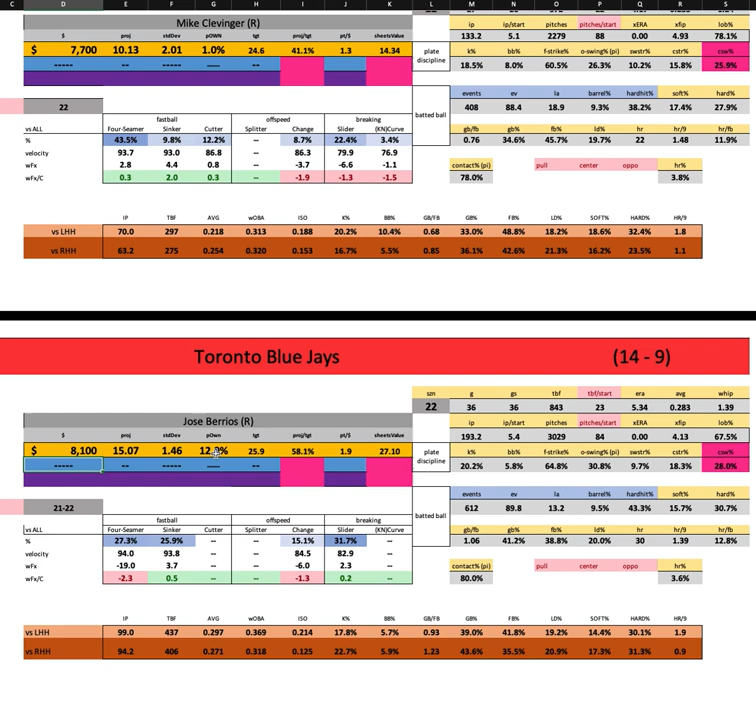 C D E F G H I J K L M N O P Q R S
Mike Clevinger (R)
133.2 5.1 2279 88 0.00 4.93 78.1%
$ proj stdDev pOWN tgt proj/tgt pt/$ sheetsValue
k% bb% f-strike% o-swing% (pi) swstr% cstr% csw%
$ 7,700 10.13 2.01 1.0% 24.6 41.1% 1.3 14.34
plate discipline
18.5% 8.0% 60.5% 26.3% 10.2% 15.8% 25.9%
----- -- -- -- --
events ev la barrel% hardhit% soft% hard%
22
408 88.4 18.9 9.3% 38.2% 17.4% 27.9%
batted ball
fastball offspeed breaking
gb/fb gb% fb% ld% hr hr/9 hr/fb
vs ALL Four-Seamer Sinker Cutter Splitter Change Slider (KN)Curve
0.76 34.6% 45.7% 19.7% 22 1.48 11.9%
% 43.5% 9.8% 12.2% -- 8.7% 22.4% 3.4%
velocity 93.7 93.0 86.8 -- 86.3 79.9 76.9
wFx 2.8 4.4 0.8 -- -3.7 -6.6 -1.1
contact% (pi) pull center oppo hr%
wFx/C 0.3 2.0 0.3 -- -1.9 -1.3 -1.5
78.0% 3.8%
IP TBF AVG wOBA ISO K% BB% GB/FB GB% FB% LD% SOFT% HARD% HR/9
vs LHH 70.0 297 0.218 0.313 0.188 20.2% 10.4% 0.68 33.0% 48.8% 18.2% 18.6% 32.4% 1.8
vs RHH 63.2 275 0.254 0.320 0.153 16.7% 5.5% 0.85 36.1% 42.6% 21.3% 16.2% 23.5% 1.1
Toronto Blue Jays (14 - 9)
szn g gs tbf tbf/start era avg whip
22 36 36 843 23 5.34 0.283 1.39
Jose Berrios (R)
ip ip/start pitches pitches/start xERA xfip lob%
193.2 5.4 3029 84 0.00 4.13 67.5%
$ proj stdDev pOwn tgt proj/tgt pt/$ sheetsValue
k% bb% f-strike% o-swing% (pi) swstr% cstr% csw%
$ 8,100 15.07 1.46 25.9 58.1% 1.9 27.10
plate discipline
20.2% 5.8% 64.8% 30.8% 9.7% 18.3% 28.0%
----- -- -- -- --
events ev la barrel% hardhit% soft% hard%
21-22
612 89.8 13.2 9.5% 43.3% 15.7% 30.7%
batted ball
fastball offspeed breaking
gb/fb gb% fb% ld% hr hr/9 hr/fb
vs ALL Four-Seamer Sinker Cutter Splitter Change Slider (KN)Curve
1.06 41.2% 38.8% 20.0% 30 1.39 12.8%
% 27.3% 25.9% -- -- 15.1% 31.7% --
velocity 94.0 93.8 -- -- 84.5 82.9 --
wFx -19.0 3.7 -- -- -6.0 2.3 --
contact% (pi) pull center oppo hr%
wFx/C -2.3 0.5 -- -- -1.3 0.2 --
80.0% 3.6%
IP TBF AVG wOBA ISO K% BB% GB/FB GB% FB% LD% SOFT% HARD% HR/9
vs LHH 99.0 437 0.297 0.369 0.214 17.8% 5.7% 0.93 39.0% 41.8% 19.2% 14.4% 30.1% 1.9
vs RHH 94.2 406 0.271 0.318 0.125 22.7% 5.9% 1.23 43.6% 35.5% 20.9% 17.3% 31.3% 0.9